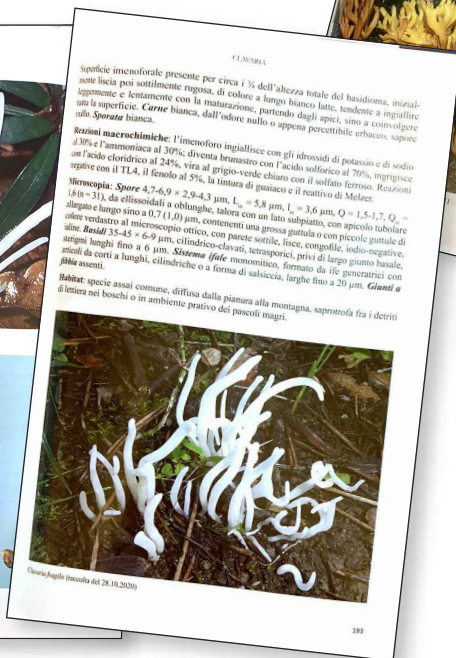 CLAVARIA
Superficie imenoforale presente per circa i ¾ dell'altezza totale del basidioma, inizial-
mente liscia poi sottilmente rugosa, di colore a lungo bianco latte, tendente a ingiallire
leggermente e lentamente con la maturazione, partendo dagli apici, sino a coinvolgere
tutta la superficie. Carne bianca, dall'odore nullo o appena percettibile erbaceo, sapore
nullo. Sporata bianca.
Reazioni macrochimiche: l'imenoforo ingiallisce con gli idrossidi di potassio e di sodio
al 30% e l'ammoniaca al 30%; diventa brunastro con l'acido solforico al 70%, ingrigisce
con l'acido cloridrico al 24%, vira al grigio-verde chiaro con il solfato ferroso. Reazioni
negative con il TL4, il fenolo al 5%, la tintura di guaiaco e il reattivo di Melzer.
Microscopia: Spore 4,7-6,9 × 2,9-4,3 µm, Lm = 5,8 µm, lm = 3,6 µm, Q = 1,5-1,7, Qm =
1,6 (n = 31), da ellissoidali a oblunghe, talora con un lato subpiatto, con apicolo tubolare
allargato e lungo sino a 0,7 (1,0) µm, contenenti una grossa guttula o con piccole guttule di
colore verdastro al microscopio ottico, con parete sottile, lisce, congofile, iodio-negative,
ialine. Basidi 35-45 × 6-9 µm, cilindrico-clavati, tetrasporici, privi di largo giunto basale,
sterigmi lunghi fino a 6 µm. Sistema ifale monomitico, formato da ife generatrici con
articoli da corti a lunghi, cilindriche o a forma di salsiccia, larghe fino a 20 µm. Giunti a
fibbia assenti.
Habitat: specie assai comune, diffusa dalla pianura alla montagna, saprotrofa fra i detriti
di lettiera nei boschi o in ambiente prativo dei pascoli magri.
Clavaria fragilis (raccolta del 28.10.2020)
193